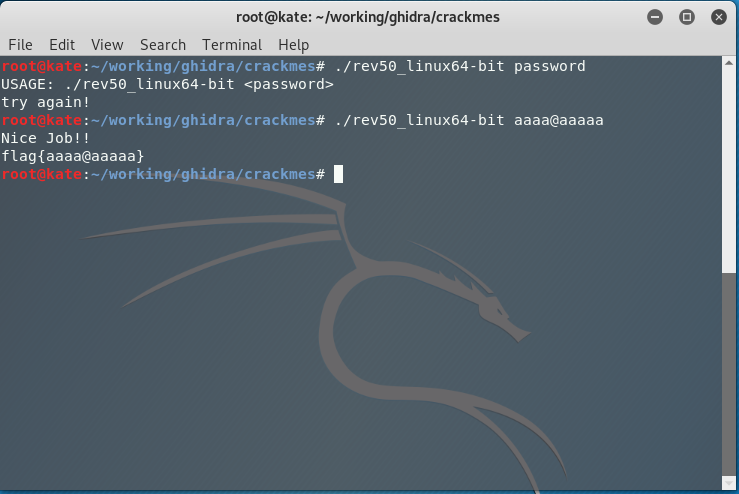 root@kate: ~/working/ghidra/crackmes
File Edit View Search Terminal Help
root@kate:~/working/ghidra/crackmes# ./rev50_linux64-bit password
USAGE: ./rev50_linux64-bit <password>
try again!
root@kate:~/working/ghidra/crackmes# ./rev50_linux64-bit aaaa@aaaaa
Nice Job!!
flag{aaaa@aaaaa}
root@kate:~/working/ghidra/crackmes#